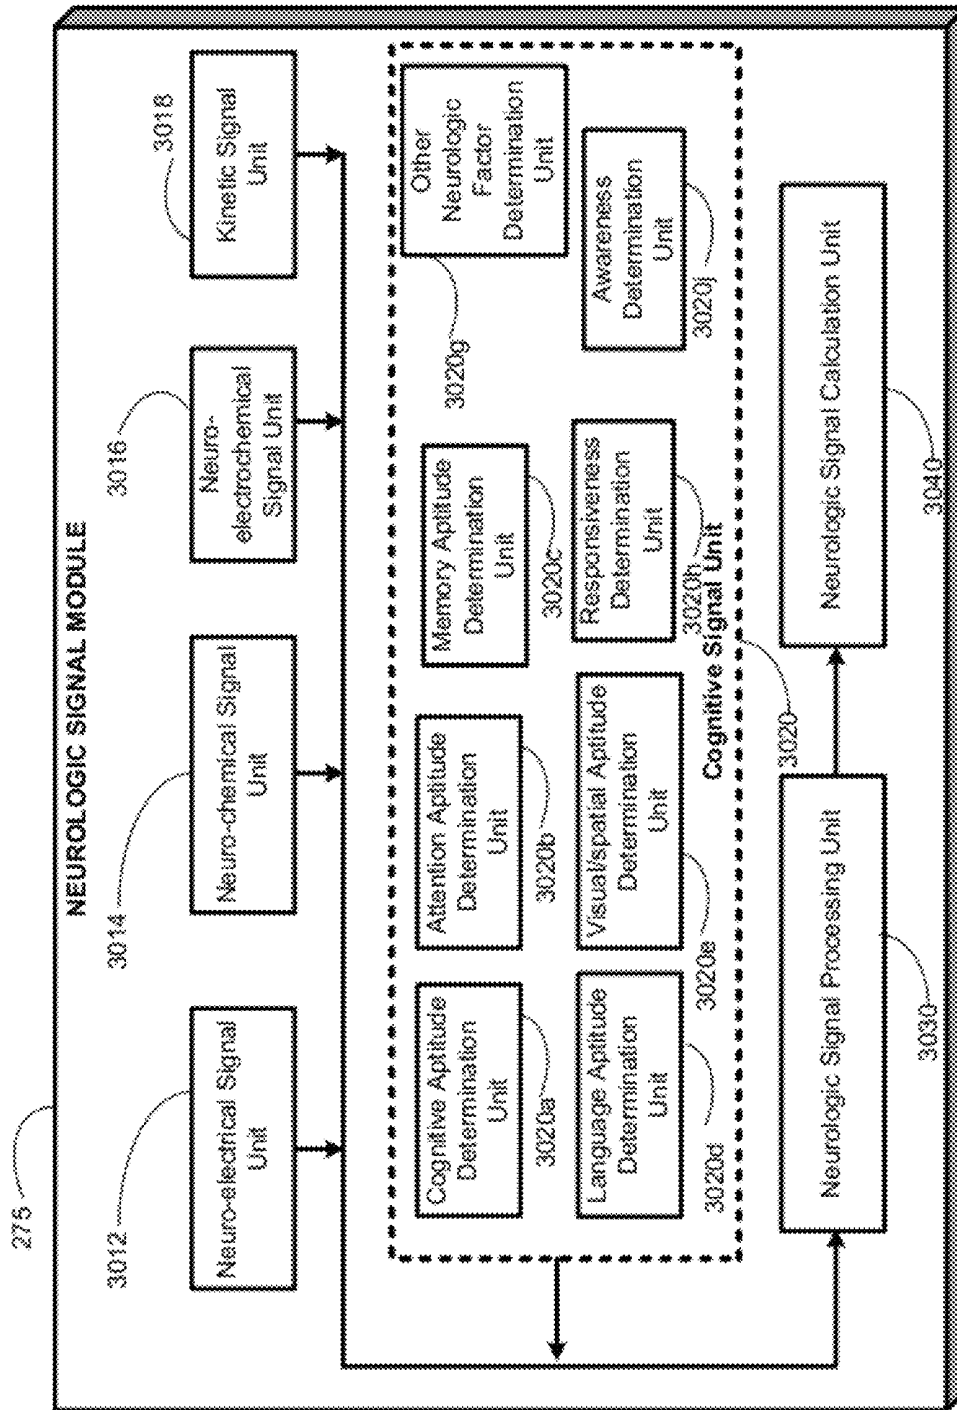 275
NEUROLOGIC SIGNAL MODULE
3012
Neuro-electrical Signal
Unit
3014
Neuro-chemical Signal
Unit
3016
Neuro-
electrochemical
Signal Unit
3018
Kinetic Signal
Unit
Cognitive Aptitude
Determination
Unit
3020a
Attention Aptitude
Determination
Unit
3020b
Memory Aptitude
Determination
Unit
3020c
Other
Neurologic
Factor
Determination
Unit
3020g
Language Aptitude
Determination
Unit
3020d
Visual/spatial Aptitude
Determination
Unit
3020e
Responsiveness
Determination
Unit
3020h
Awareness
Determination
Unit
3020j
Cognitive Signal Unit
3020
Neurologic Signal Processing Unit
3030
Neurologic Signal Calculation Unit
3040